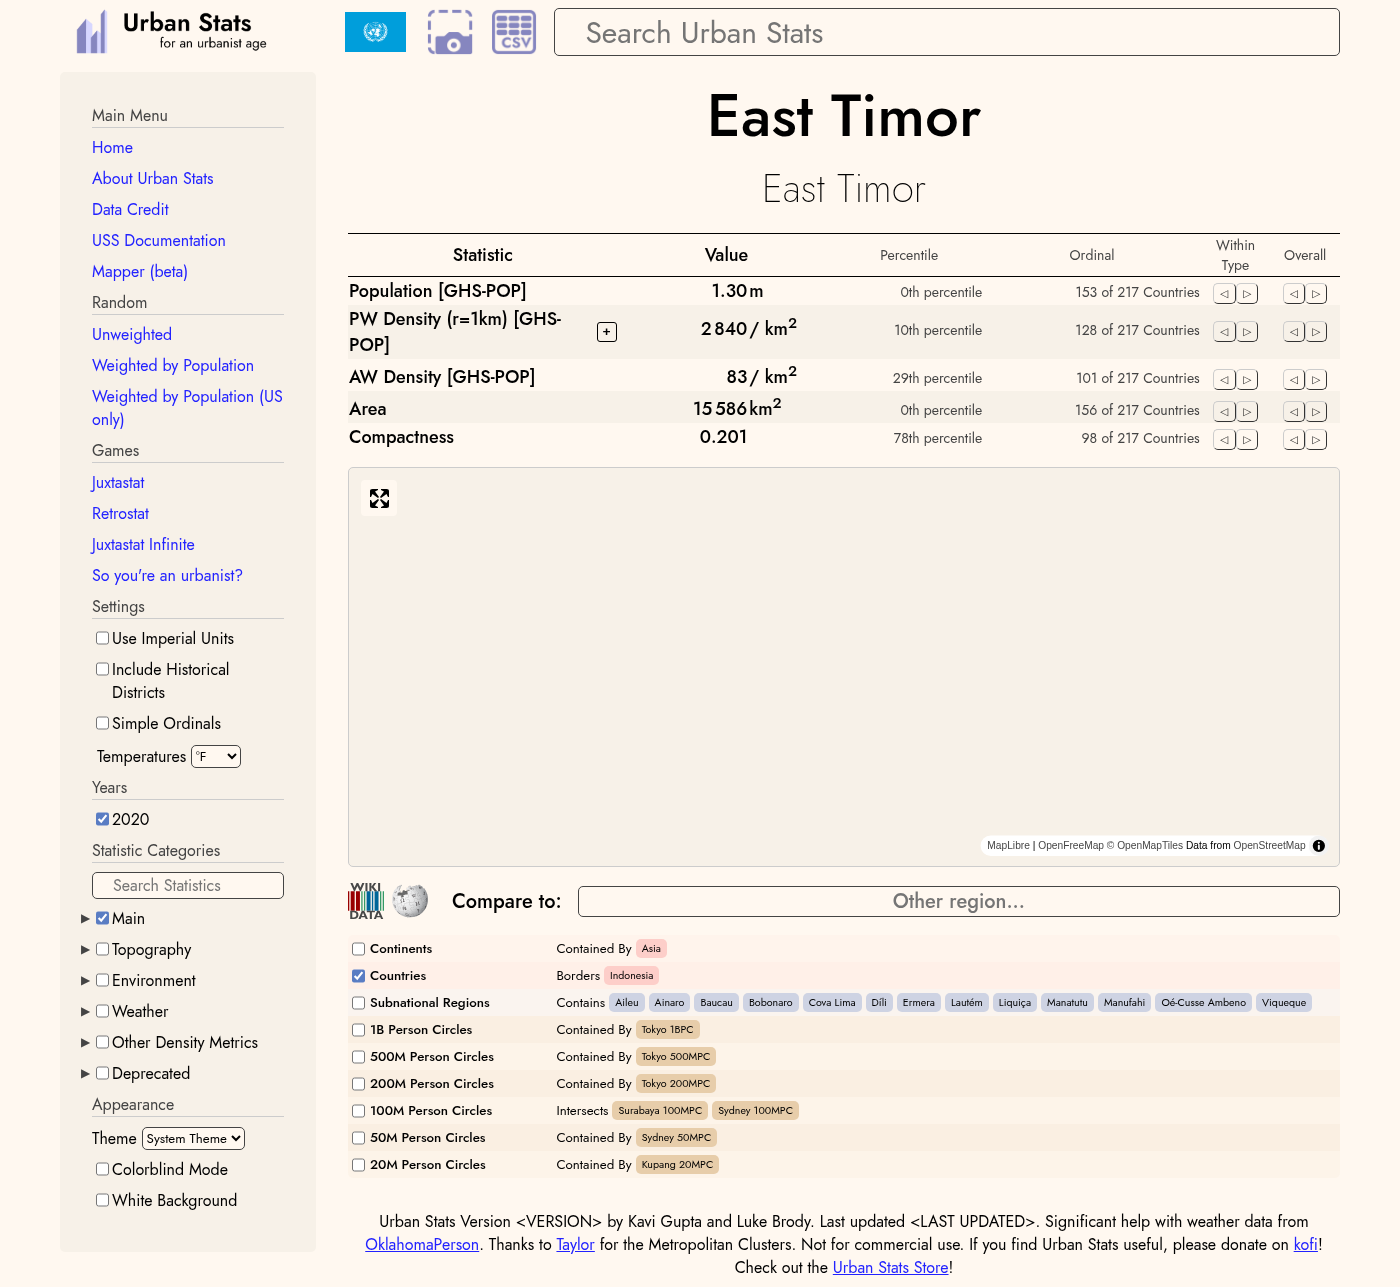 Urban Stats
for an urbanist age
CSV
Search Urban Stats
Main Menu
Home
About Urban Stats
Data Credit
USS Documentation
Mapper (beta)
Random
Unweighted
Weighted by Population
Weighted by Population (US
only)
Games
Juxtastat
Retrostat
Juxtastat Infinite
So you're an urbanist?
Settings
Use Imperial Units
Include Historical
Districts
Simple Ordinals
Temperatures °F
Years
2020
Statistic Categories
Search Statistics
Main
Topography
Environment
Weather
Other Density Metrics
Deprecated
Appearance
Theme System Theme
Colorblind Mode
White Background
East Timor
East Timor
Statistic Value Percentile Ordinal Within Type Overall
Population [GHS-POP] 1.30 m 0th percentile 153 of 217 Countries
PW Density (r=1km) [GHS-
POP] + 2 840 / km² 10th percentile 128 of 217 Countries
AW Density [GHS-POP] 83 / km² 29th percentile 101 of 217 Countries
Area 15 586 km² 0th percentile 156 of 217 Countries
Compactness 0.201 78th percentile 98 of 217 Countries
MapLibre | OpenFreeMap © OpenMapTiles Data from OpenStreetMap
WIKI
DATA
Compare to: Other region...
Continents Contained By Asia
Countries Borders Indonesia
Subnational Regions Contains Aileu Ainaro Baucau Bobonaro Cova Lima Díli Ermera Lautém Liquiça Manatutu Manufahi Oé-Cusse Ambeno Viqueque
1B Person Circles Contained By Tokyo 1BPC
500M Person Circles Contained By Tokyo 500MPC
200M Person Circles Contained By Tokyo 200MPC
100M Person Circles Intersects Surabaya 100MPC Sydney 100MPC
50M Person Circles Contained By Sydney 50MPC
20M Person Circles Contained By Kupang 20MPC
Urban Stats Version <VERSION> by Kavi Gupta and Luke Brody. Last updated <LAST UPDATED>. Significant help with weather data from
OklahomaPerson. Thanks to Taylor for the Metropolitan Clusters. Not for commercial use. If you find Urban Stats useful, please donate on kofi!
Check out the Urban Stats Store!